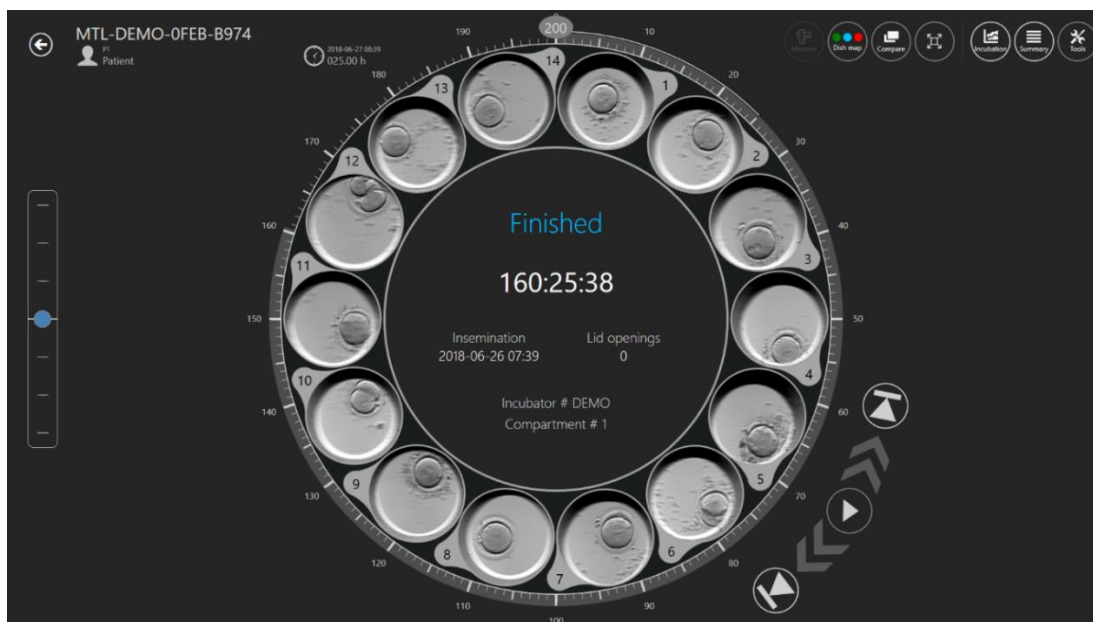 MTL-DEMO-0FEB-B974
P1
Patient
2018-06-27 08:39
025.00 h
Measure
Dish map
Compare
Incubation
Summary
Tools
200
10
20
30
40
50
60
70
80
90
100
110
120
130
140
150
160
170
180
190
1
2
3
4
5
6
7
8
9
10
11
12
13
14
Finished
160:25:38
Insemination
2018-06-26 07:39
Lid openings
0
Incubator # DEMO
Compartment # 1